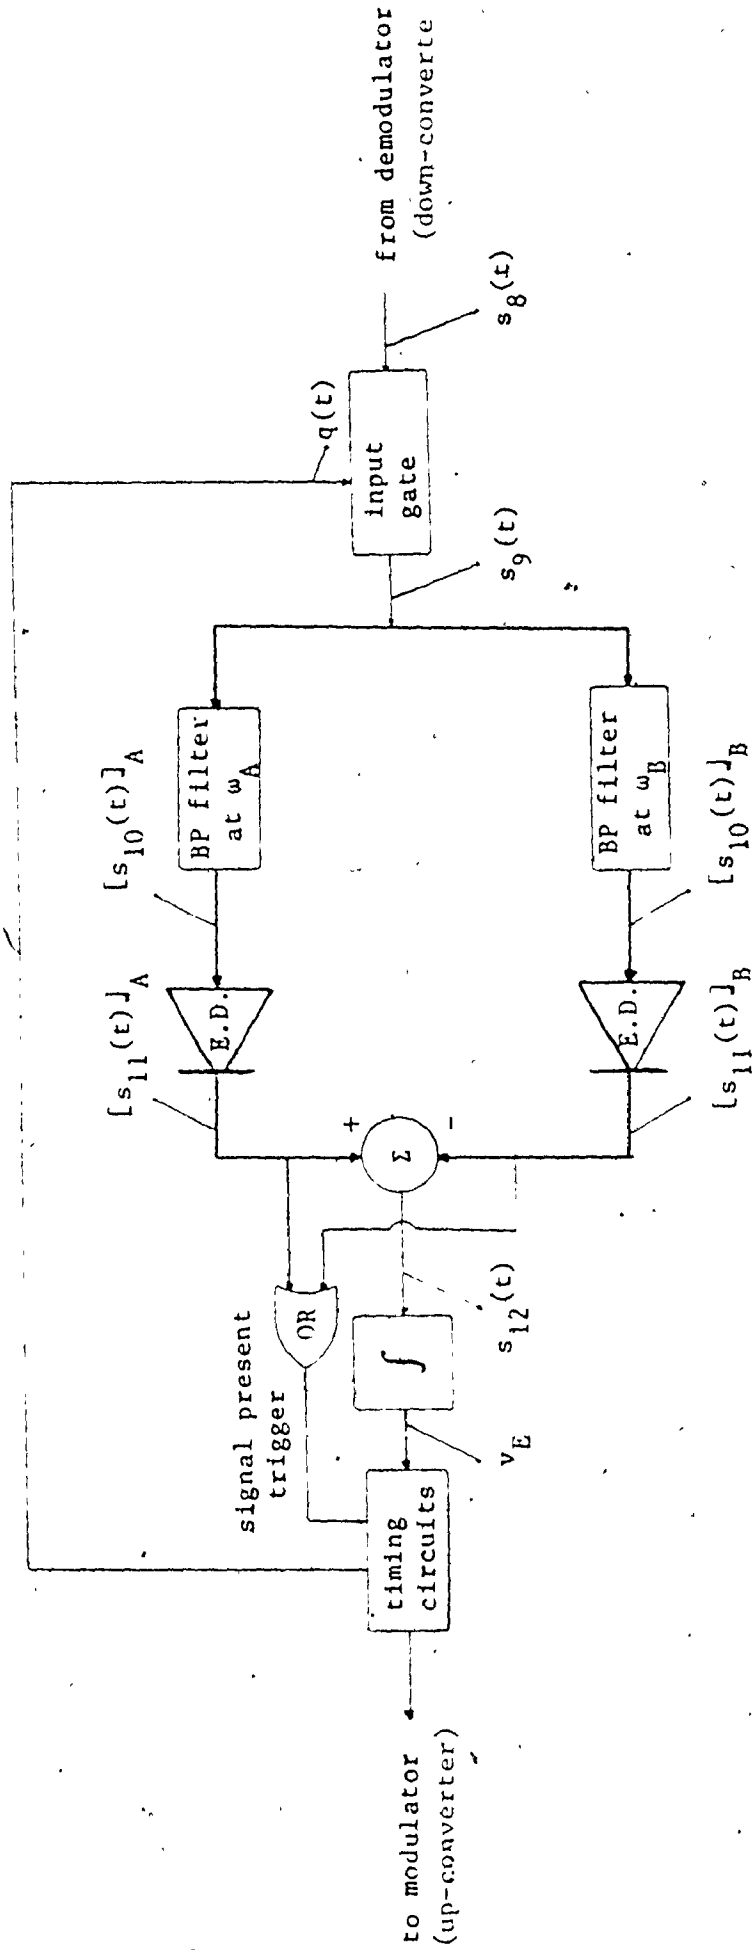 from demodulator
(down-converte
s8(t)
q(t)
input
gate
s9(t)
BP filter
at ωA
BP filter
at ωB
[s10(t)]A
[s10(t)]B
E.D.
E.D.
[s11(t)]A
[s11(t)]B
+
-
Σ
OR
signal present
trigger
s12(t)
∫
vE
timing
circuits
to modulator
(up-converter)